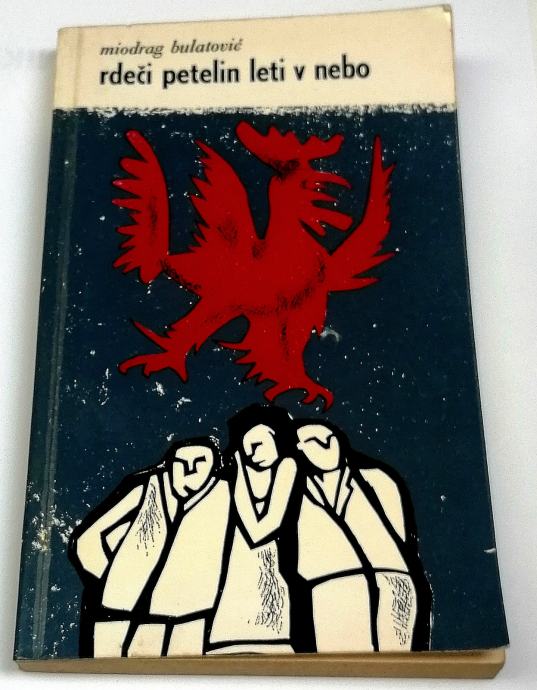 miodrag bulatović
rdeči petelin leti v nebo